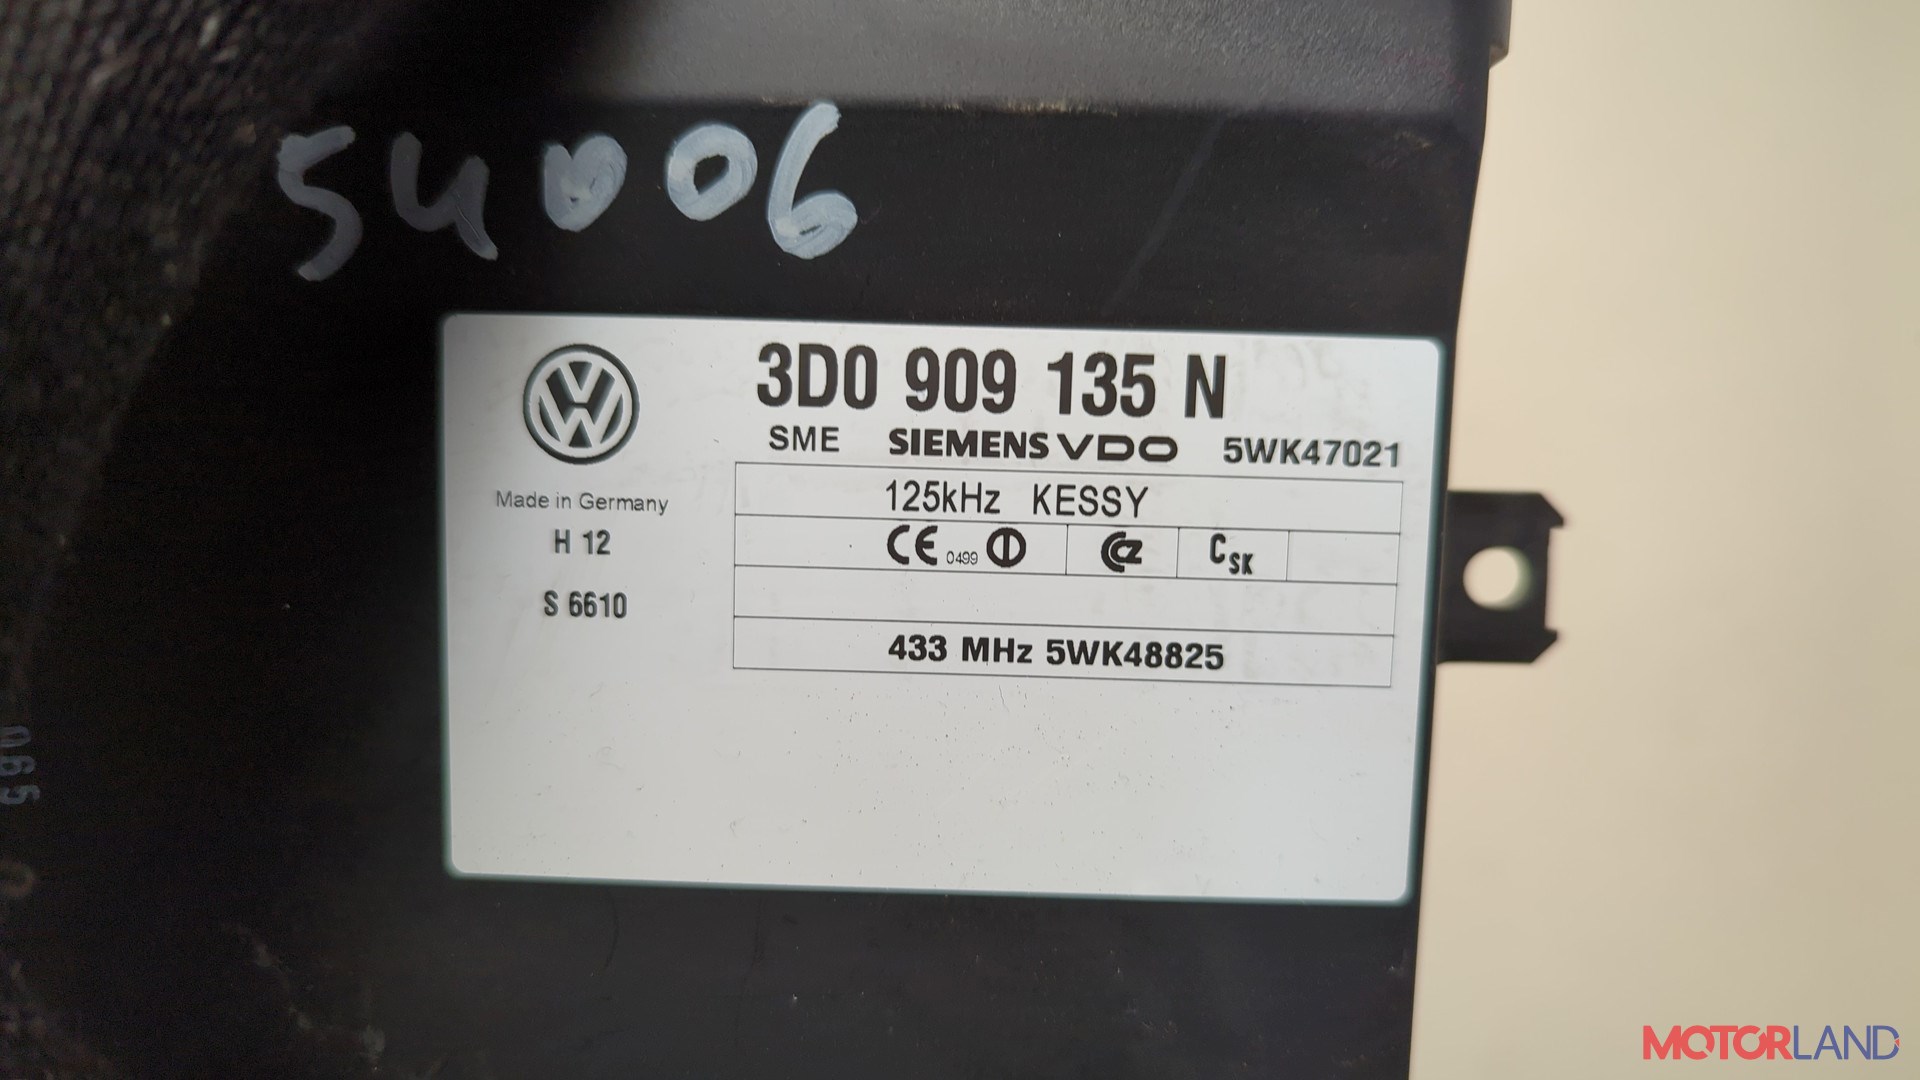 54006
3D0 909 135 N
SME SIEMENS VDO 5WK47021
125kHz KESSY
Made in Germany
H 12
CE 0499
CZ
CSK
S 6610
433 MHz 5WK48825
MOTORLAND